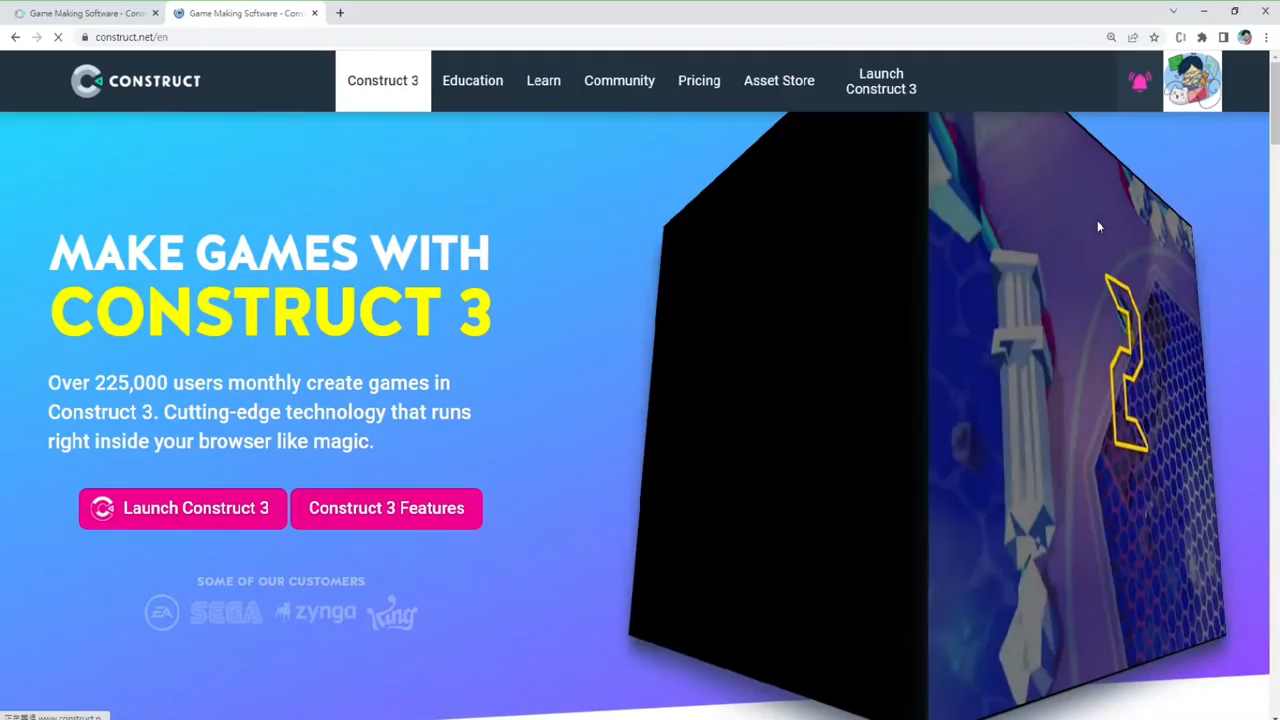 Game Making Software - Cons
Game Making Software - Cons
construct.net/en
CONSTRUCT
Construct 3
Education
Learn
Community
Pricing
Asset Store
Launch
Construct 3
MAKE GAMES WITH
CONSTRUCT 3
Over 225,000 users monthly create games in
Construct 3. Cutting-edge technology that runs
right inside your browser like magic.
Launch Construct 3
Construct 3 Features
SOME OF OUR CUSTOMERS
EA
SEGA
zynga
King